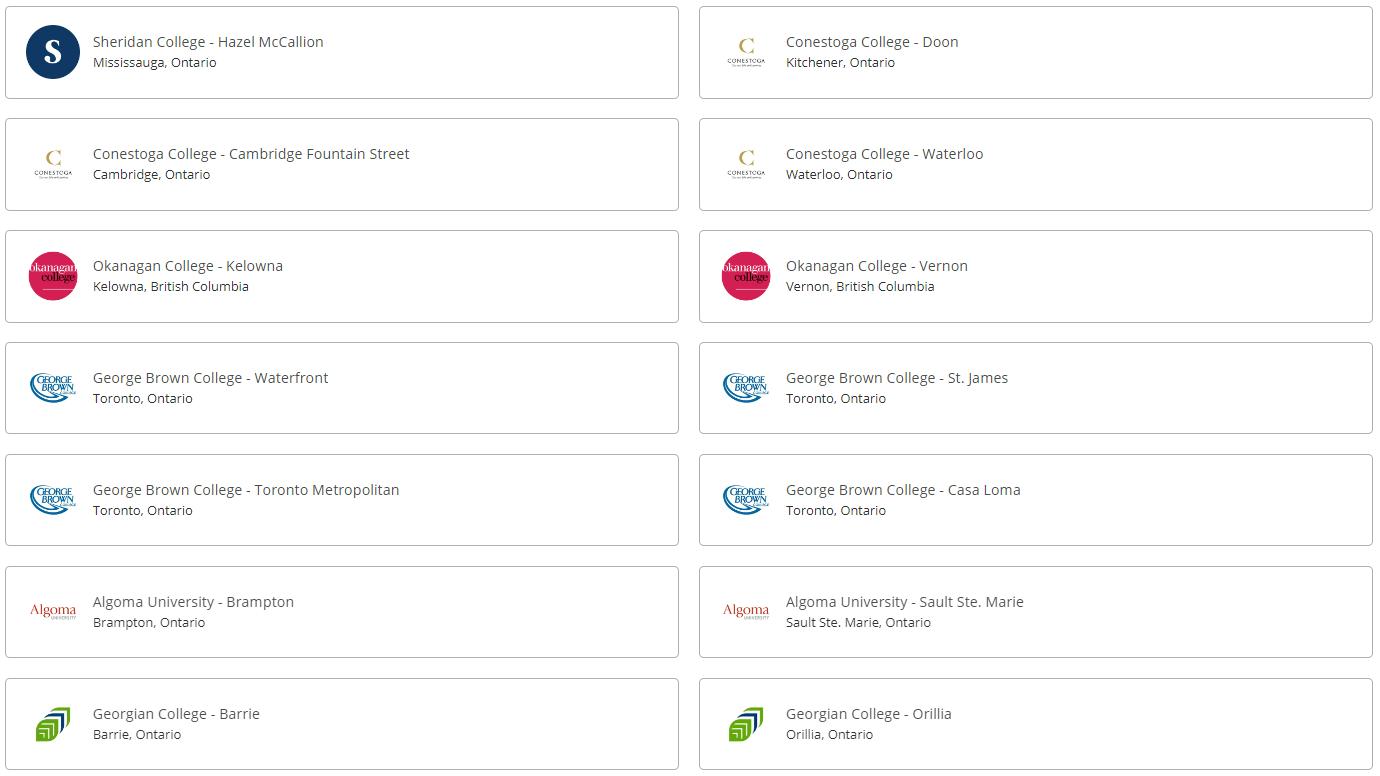 S
Sheridan College - Hazel McCallion
Mississauga, Ontario
C
CONESTOGA
Conestoga College - Doon
Kitchener, Ontario
C
CONESTOGA
Conestoga College - Cambridge Fountain Street
Cambridge, Ontario
C
CONESTOGA
Conestoga College - Waterloo
Waterloo, Ontario
okanagan
college
Okanagan College - Kelowna
Kelowna, British Columbia
okanagan
college
Okanagan College - Vernon
Vernon, British Columbia
GEORGE
BROWN
COLLEGE
George Brown College - Waterfront
Toronto, Ontario
GEORGE
BROWN
COLLEGE
George Brown College - St. James
Toronto, Ontario
GEORGE
BROWN
COLLEGE
George Brown College - Toronto Metropolitan
Toronto, Ontario
GEORGE
BROWN
COLLEGE
George Brown College - Casa Loma
Toronto, Ontario
Algoma
UNIVERSITY
Algoma University - Brampton
Brampton, Ontario
Algoma
UNIVERSITY
Algoma University - Sault Ste. Marie
Sault Ste. Marie, Ontario
Georgian College - Barrie
Barrie, Ontario
Georgian College - Orillia
Orillia, Ontario